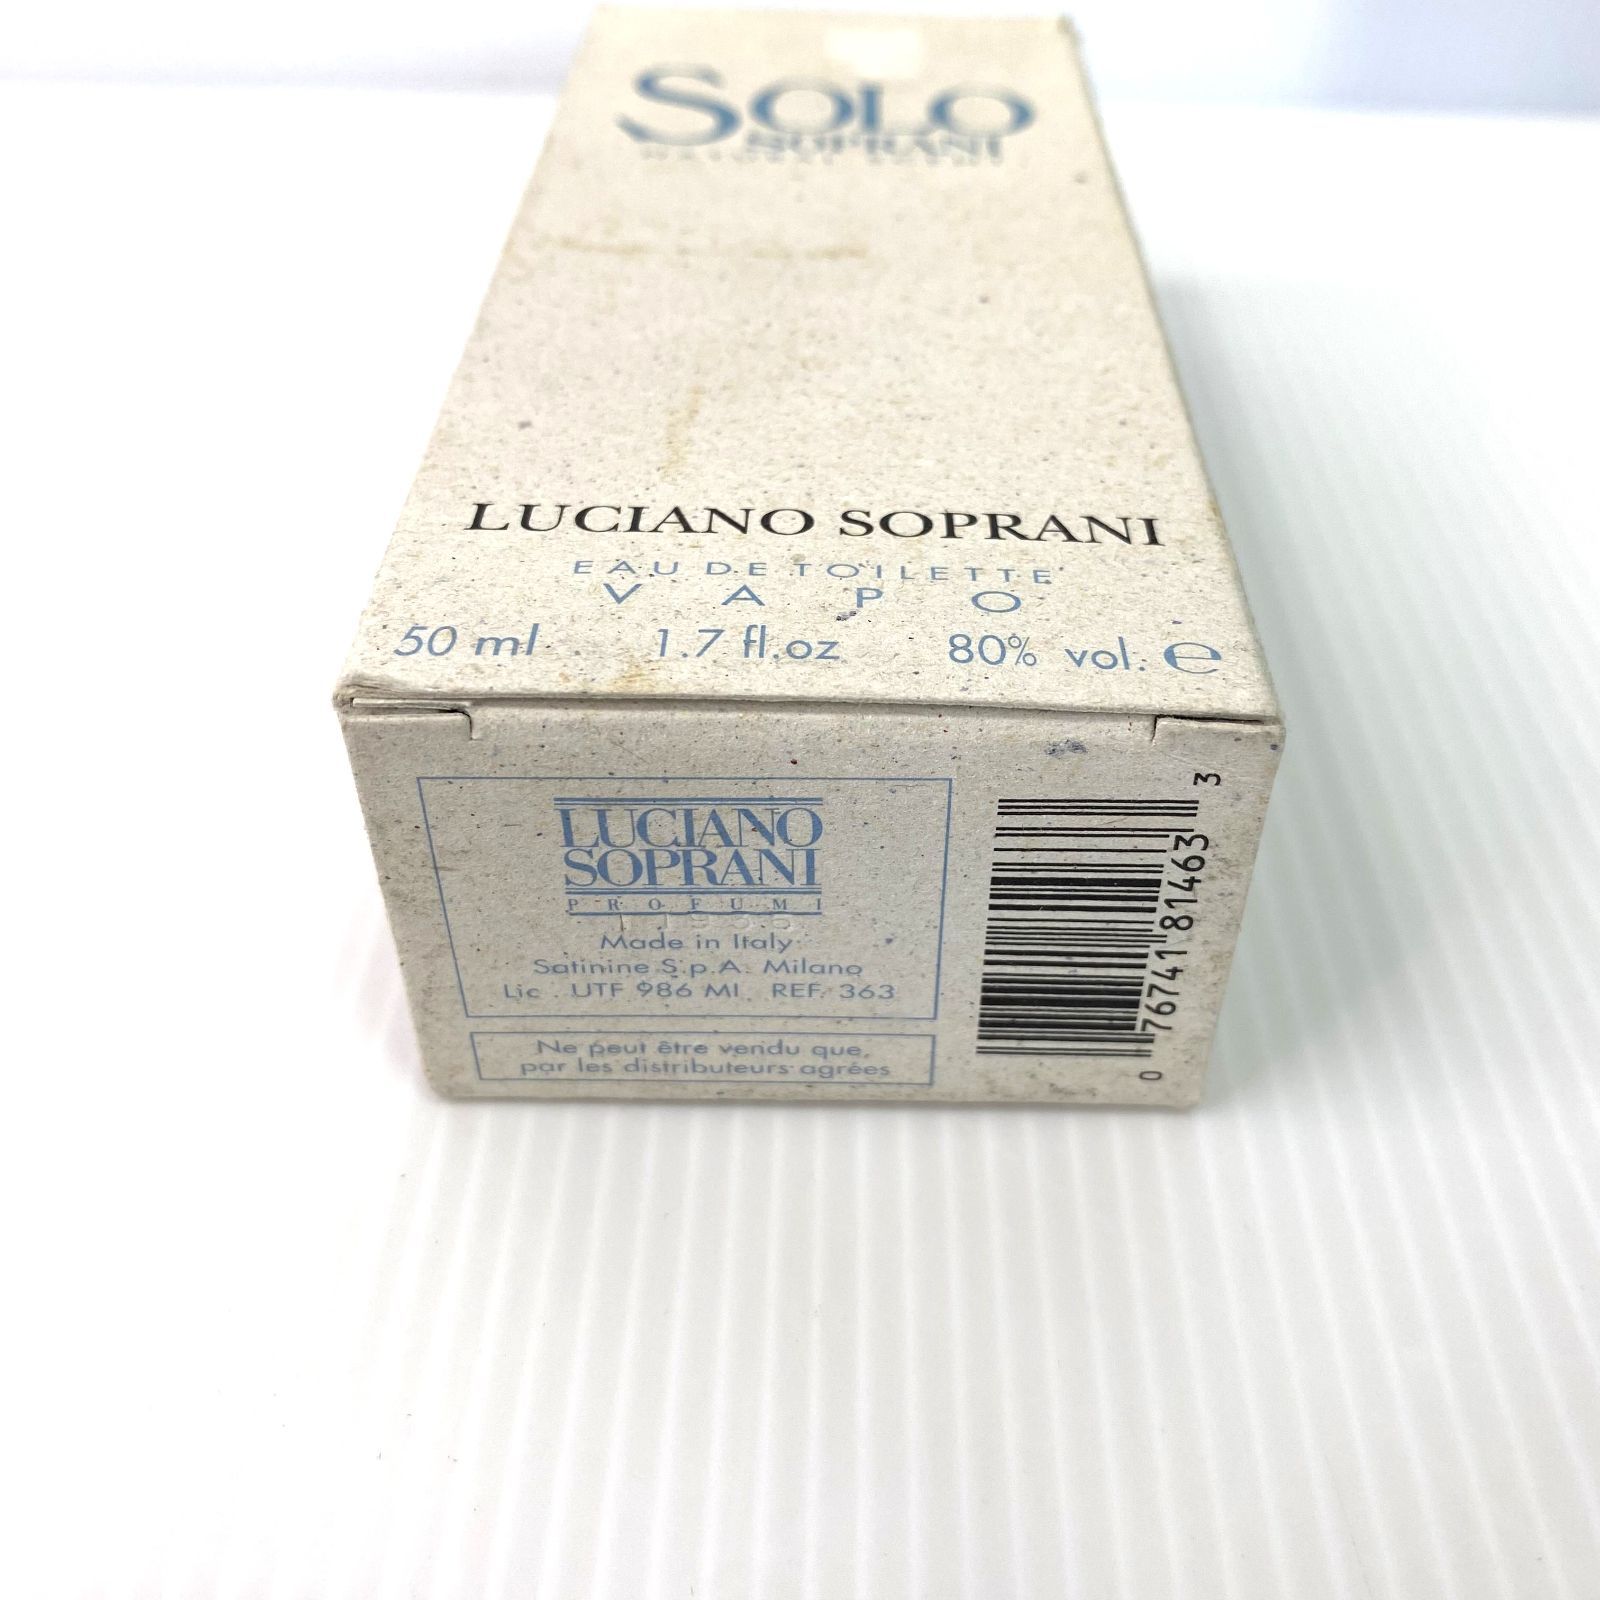 SOLO
SOPRANI
LUCIANO SOPRANI
EAU DE TOILETTE
VAPO
50 ml 1.7 fl.oz 80% vol. ℮
LUCIANO
SOPRANI
PROFUMI
Made in Italy
Satinine S.p.A. Milano
Lic. UTF 986 MI. REF. 363
Ne peut être vendu que,
par les distributeurs agrées
0 76741 81463 3